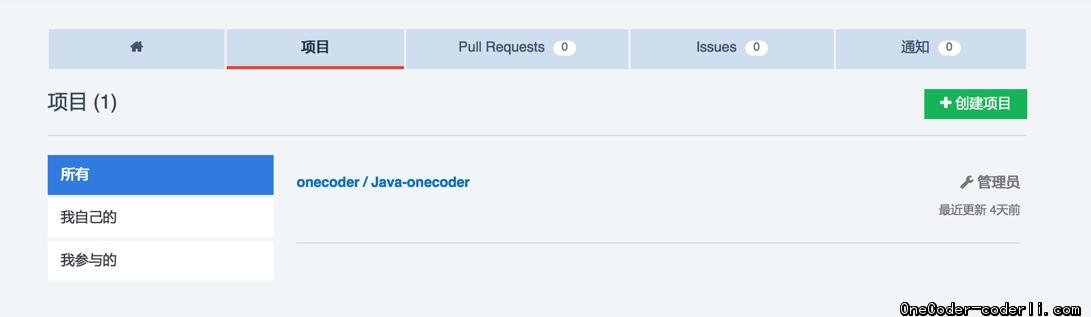 项目 Pull Requests 0 Issues 0 通知 0
项目 (1)
创建项目
所有
我自己的
我参与的
onecoder / Java-onecoder
管理员
最近更新 4天前
OneCoder-coderli.com